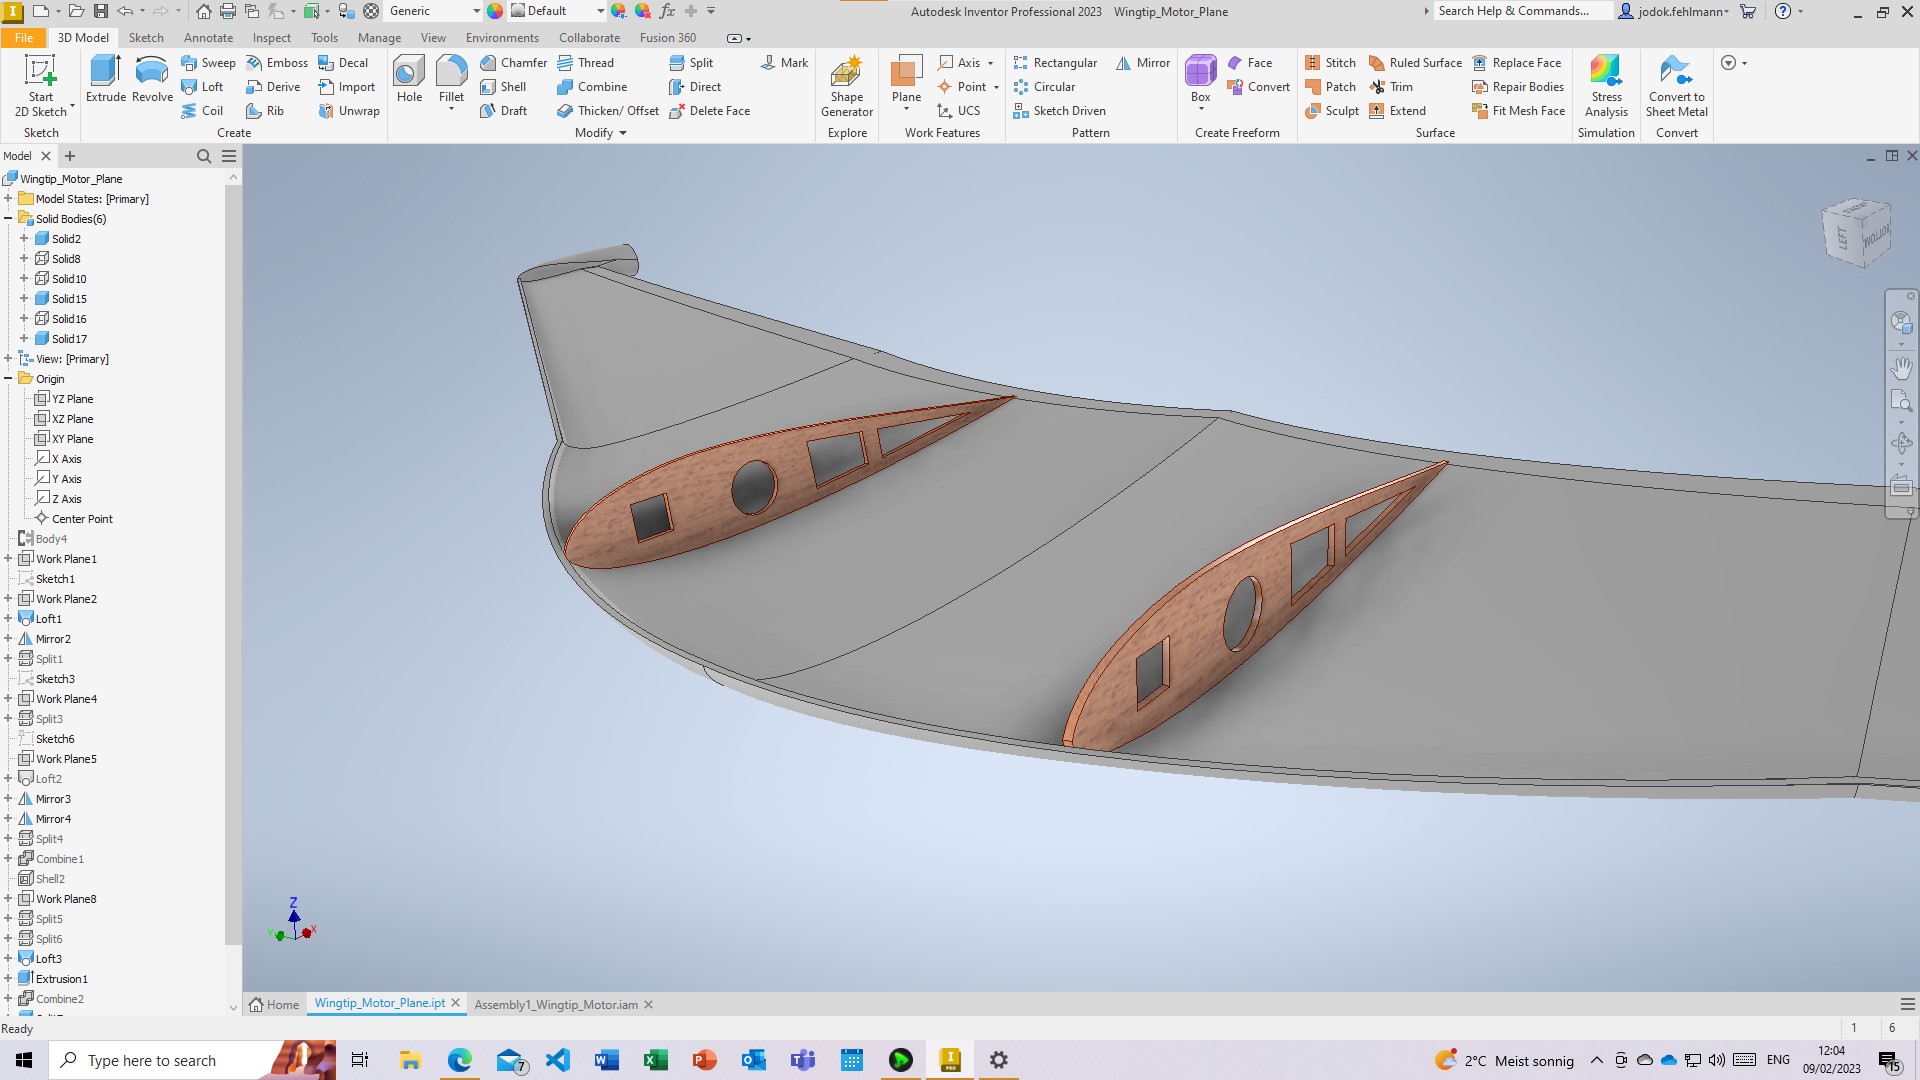 Generic
Default
Autodesk Inventor Professional 2023 Wingtip_Motor_Plane
Search Help & Commands...
jodok.fehlmann
File 3D Model Sketch Annotate Inspect Tools Manage View Environments Collaborate Fusion 360
Start
2D Sketch
Sketch
Extrude
Revolve
Sweep
Loft
Coil
Emboss
Derive
Rib
Decal
Import
Unwrap
Create
Hole
Fillet
Chamfer
Shell
Draft
Thread
Combine
Thicken/ Offset
Split
Direct
Delete Face
Mark
Modify
Shape
Generator
Explore
Plane
Axis
Point
UCS
Work Features
Rectangular
Circular
Sketch Driven
Mirror
Pattern
Box
Face
Convert
Create Freeform
Stitch
Patch
Sculpt
Ruled Surface
Trim
Extend
Replace Face
Repair Bodies
Fit Mesh Face
Surface
Stress
Analysis
Simulation
Convert to
Sheet Metal
Convert
Model
Wingtip_Motor_Plane
Model States: [Primary]
Solid Bodies(6)
Solid2
Solid8
Solid10
Solid15
Solid16
Solid17
View: [Primary]
Origin
YZ Plane
XZ Plane
XY Plane
X Axis
Y Axis
Z Axis
Center Point
Body4
Work Plane1
Sketch1
Work Plane2
Loft1
Mirror2
Split1
Sketch3
Work Plane4
Split3
Sketch6
Work Plane5
Loft2
Mirror3
Mirror4
Split4
Combine1
Shell2
Work Plane8
Split5
Split6
Loft3
Extrusion1
Combine2
LEFT
BOTTOM
Z
Y
X
Home
Wingtip_Motor_Plane.ipt
Assembly1_Wingtip_Motor.iam
Ready
1 6
Type here to search
7
2°C Meist sonnig
ENG
12:04
09/02/2023
15